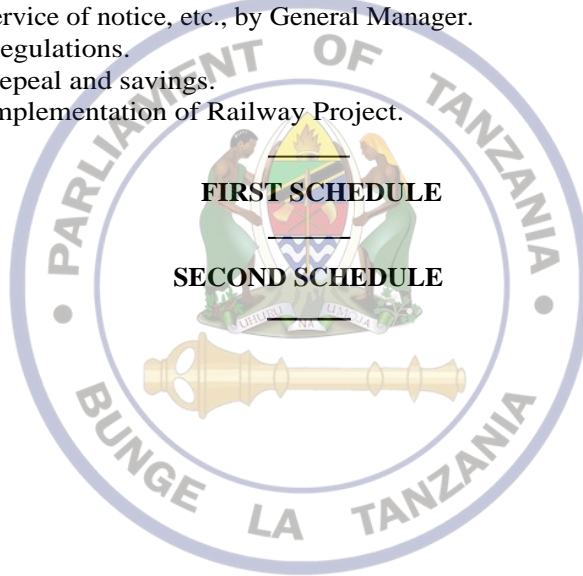 ervice of notice, etc., by General Manager.
egulations.
epeal and savings.
mplementation of Railway Project.
FIRST SCHEDULE
SECOND SCHEDULE
PARLIAMENT OF TANZANIA
UHURU NA UMOJA
BUNGE LA TANZANIA